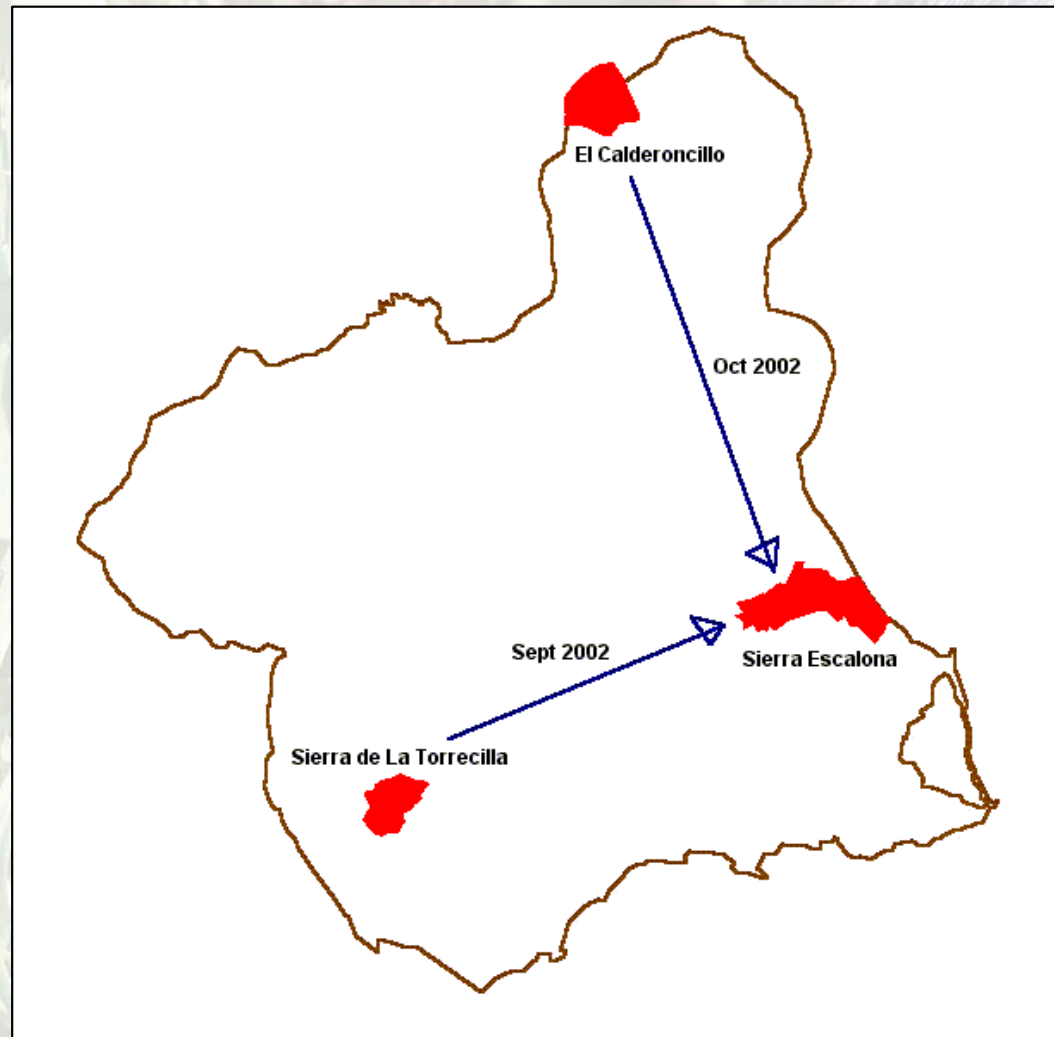 El Calderoncillo
Oct 2002
Sept 2002
Sierra Escalona
Sierra de La Torrecilla